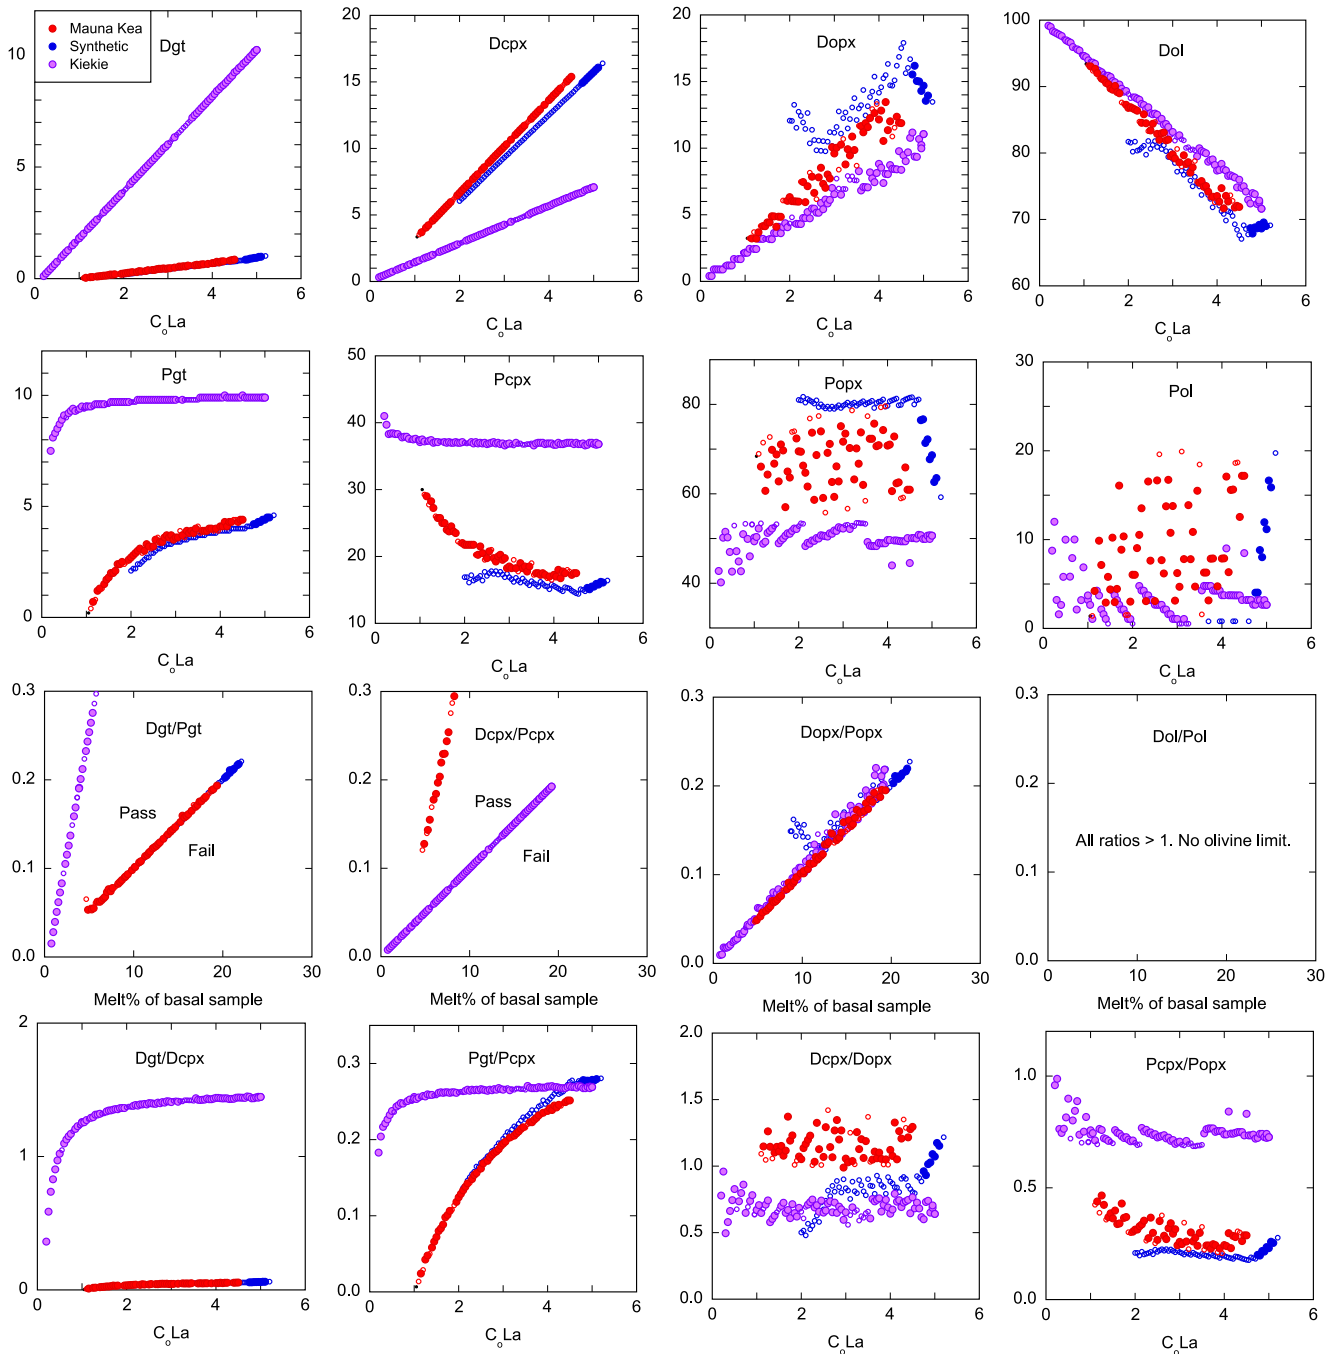 Mauna Kea
Synthetic
Kiekie
Dgt
10
5
0
0 2 4 6
CoLa
Dcpx
20
15
10
5
0
0 2 4 6
CoLa
Dopx
20
15
10
5
0
0 2 4 6
CoLa
Dol
100
90
80
70
60
0 2 4 6
CoLa
Pgt
10
5
0
0 2 4 6
CoLa
Pcpx
50
40
30
20
10
0 2 4 6
CoLa
Popx
80
60
40
0 2 4 6
CoLa
Pol
30
20
10
0
0 2 4 6
CoLa
Dgt/Pgt
Pass
Fail
0.3
0.2
0.1
0.0
0 10 20 30
Melt% of basal sample
Dcpx/Pcpx
Pass
Fail
0.3
0.2
0.1
0.0
0 10 20 30
Dopx/Popx
0.3
0.2
0.1
0.0
0 10 20 30
Melt% of basal sample
Dol/Pol
All ratios > 1. No olivine limit.
0.3
0.2
0.1
0.0
0 10 20 30
Melt% of basal sample
Dgt/Dcpx
2
1
0
0 2 4 6
CoLa
Pgt/Pcpx
0.3
0.2
0.1
0.0
0 2 4 6
CoLa
Dcpx/Dopx
2.0
1.5
1.0
0.5
0.0
0 2 4 6
CoLa
Pcpx/Popx
1.0
0.5
0.0
0 2 4 6
CoLa